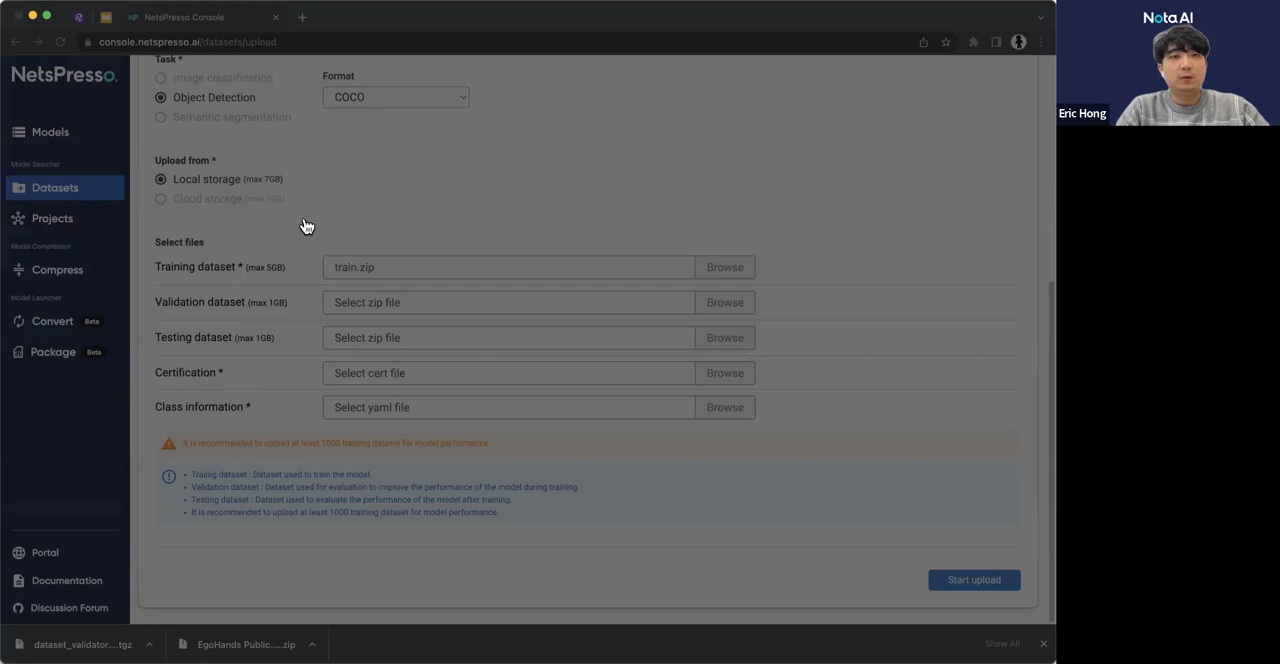 NetsPresso Console
console.netspresso.ai/datasets/upload
Nota AI
Eric Hong
NetsPresso.
Models
Model Searcher
Datasets
Projects
Model Compressor
Compress
Model Launcher
Convert Beta
Package Beta
Portal
Documentation
Discussion Forum
Task *
Image classification
Object Detection
Semantic segmentation
Format
COCO
Upload from *
Local storage (max 7GB)
Cloud storage (max 7GB)
Select files
Training dataset * (max 5GB) train.zip Browse
Validation dataset (max 1GB) Select zip file Browse
Testing dataset (max 1GB) Select zip file Browse
Certification * Select cert file Browse
Class information * Select yaml file Browse
It is recommended to upload at least 1000 training dataset for model performance.
• Trainig dataset : Dataset used to train the model.
• Validation dataset : Dataset used for evaluation to improve the performance of the model during training.
• Testing dataset : Dataset used to evaluate the performance of the model after training.
• It is recommended to upload at least 1000 training dataset for model performance.
Start upload
dataset_validator....tgz
EgoHands Public.....zip
Show All